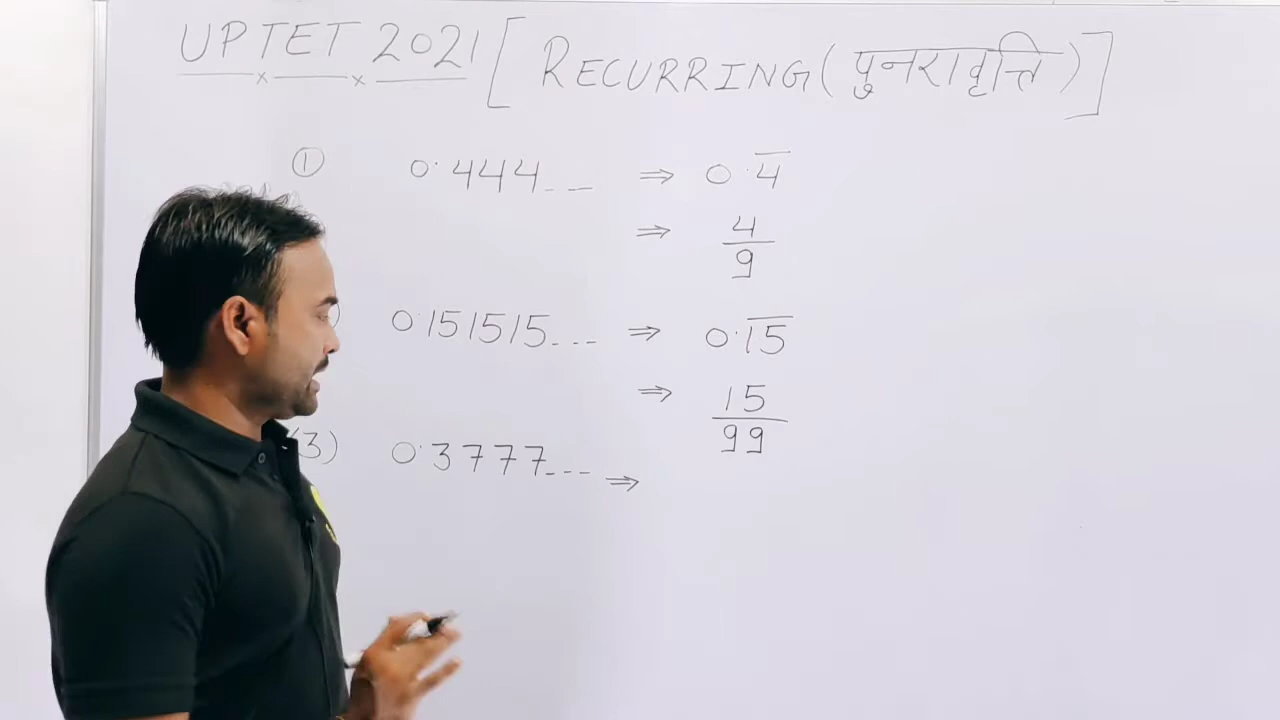 UPTET 2021 [ RECURRING (पुनरावृत्ति) ]
① 0.444... ⇒ 0.4̅
⇒ 4/9
) 0.151515... ⇒ 0.1̅5̅
⇒ 15/99
(3) 0.3777... ⇒